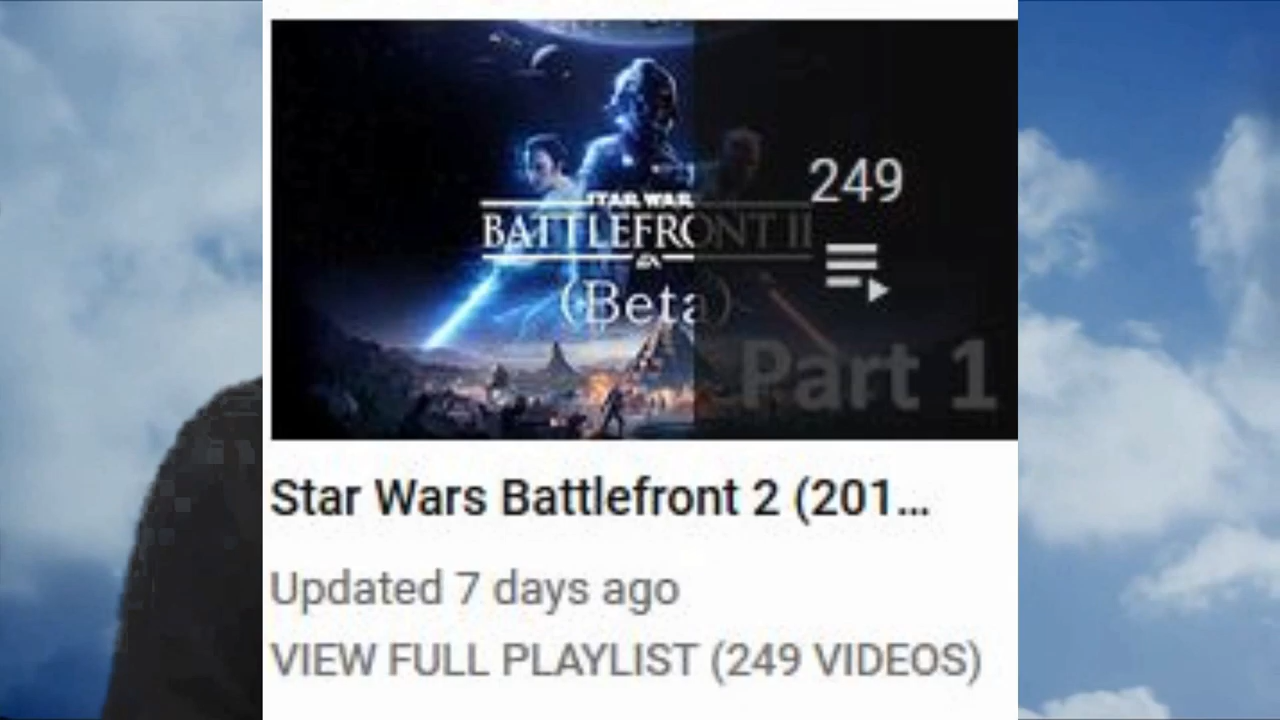 249
STAR WARS
BATTLEFRONT II
EA
(Beta)
Part 1
Star Wars Battlefront 2 (201...
Updated 7 days ago
VIEW FULL PLAYLIST (249 VIDEOS)